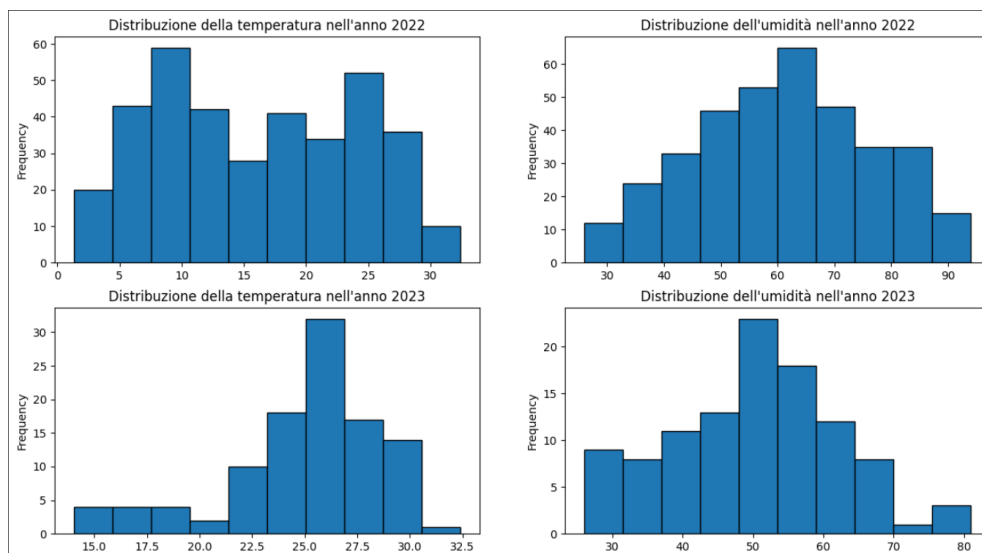 Distribuzione della temperatura nell'anno 2022
Frequency
60
50
40
30
20
10
0
0 5 10 15 20 25 30
Distribuzione dell'umidità nell'anno 2022
Frequency
60
50
40
30
20
10
0
30 40 50 60 70 80 90
Distribuzione della temperatura nell'anno 2023
Frequency
30
25
20
15
10
5
0
15.0 17.5 20.0 22.5 25.0 27.5 30.0 32.5
Distribuzione dell'umidità nell'anno 2023
Frequency
20
15
10
5
0
30 40 50 60 70 80